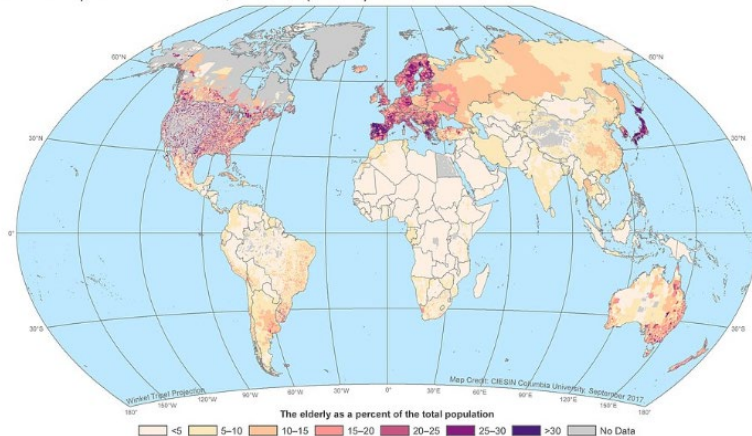 60°N
60°N
30°N
30°N
0°
0°
30°S
30°S
Winkel Tripel Projection
Map Credit: CIESIN Columbia University, September 2017.
180° 150°W 120°W 90°W 60°W 30°W 0° 30°E 60°E 90°E 120°E 150°E 180°
The elderly as a percent of the total population
<5 5–10 10–15 15–20 20–25 25–30 >30 No Data